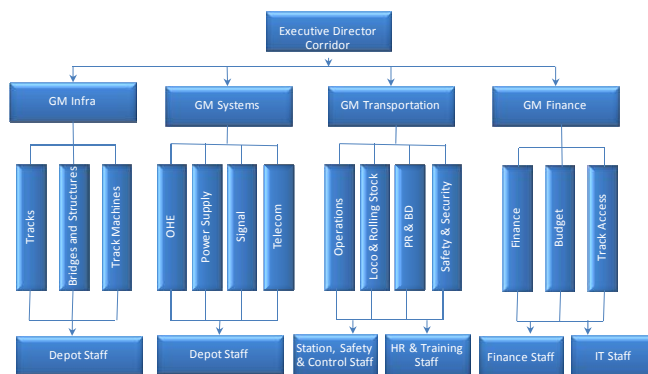 Executive Director
Corridor
GM Infra
GM Systems
GM Transportation
GM Finance
Tracks
Bridges and Structures
Track Machines
OHE
Power Supply
Signal
Telecom
Operations
Loco & Rolling Stock
PR & BD
Safety & Security
Finance
Budget
Track Access
Depot Staff
Depot Staff
Station, Safety
& Control Staff
HR & Training
Staff
Finance Staff
IT Staff